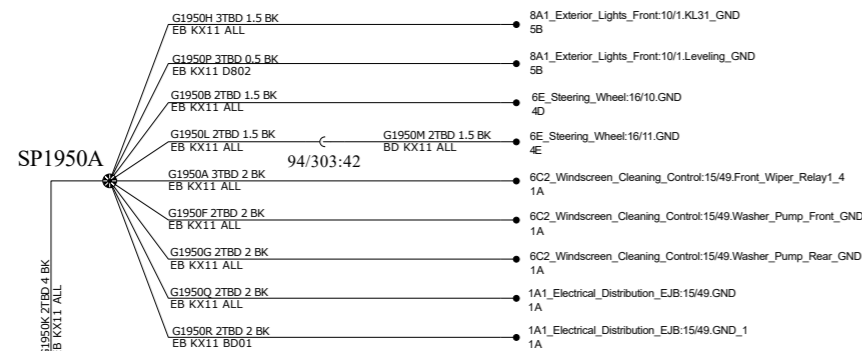 G1950H 3TBD 1.5 BK
EB KX11 ALL
8A1_Exterior_Lights_Front:10/1.KL31_GND
5B
G1950P 3TBD 0.5 BK
EB KX11 D802
8A1_Exterior_Lights_Front:10/1.Leveling_GND
5B
G1950B 2TBD 1.5 BK
EB KX11 ALL
6E_Steering_Wheel:16/10.GND
4D
G1950L 2TBD 1.5 BK
EB KX11 ALL
94/303:42
G1950M 2TBD 1.5 BK
BD KX11 ALL
6E_Steering_Wheel:16/11.GND
4E
SP1950A
G1950A 3TBD 2 BK
EB KX11 ALL
6C2_Windscreen_Cleaning_Control:15/49.Front_Wiper_Relay1_4
1A
G1950F 2TBD 2 BK
EB KX11 ALL
6C2_Windscreen_Cleaning_Control:15/49.Washer_Pump_Front_GND
1A
G1950G 2TBD 2 BK
EB KX11 ALL
6C2_Windscreen_Cleaning_Control:15/49.Washer_Pump_Rear_GND
1A
G1950Q 2TBD 2 BK
EB KX11 ALL
1A1_Electrical_Distribution_EJB:15/49.GND
1A
G1950R 2TBD 2 BK
EB KX11 BD01
1A1_Electrical_Distribution_EJB:15/49.GND_1
1A
G1950K 2TBD 4 BK
EB KX11 ALL